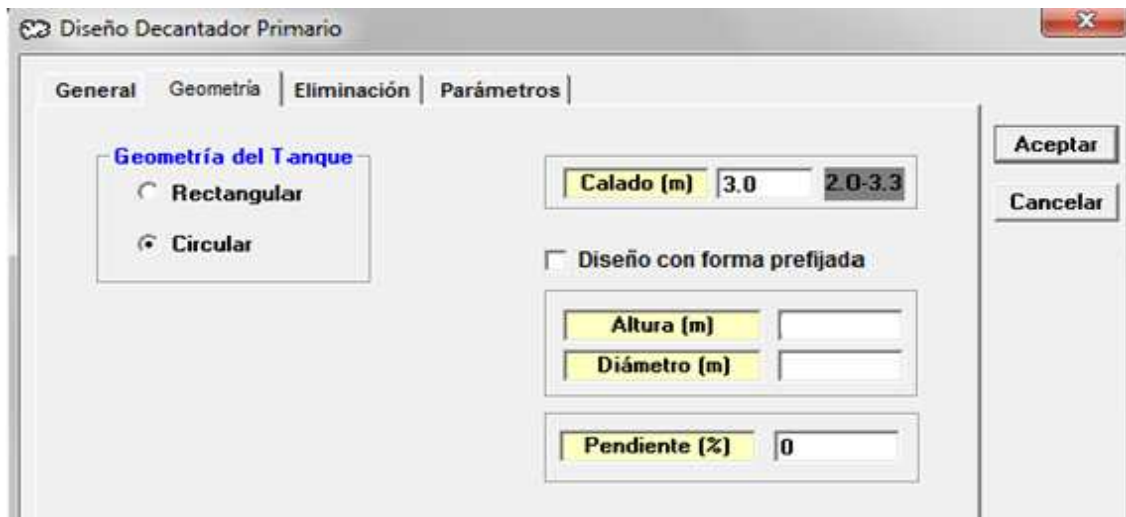 Diseño Decantador Primario
General Geometría Eliminación Parámetros
Geometría del Tanque
Rectangular
Circular
Calado (m) 3.0 2.0-3.3
Diseño con forma prefijada
Altura (m)
Diámetro (m)
Pendiente (%) 0
Aceptar
Cancelar